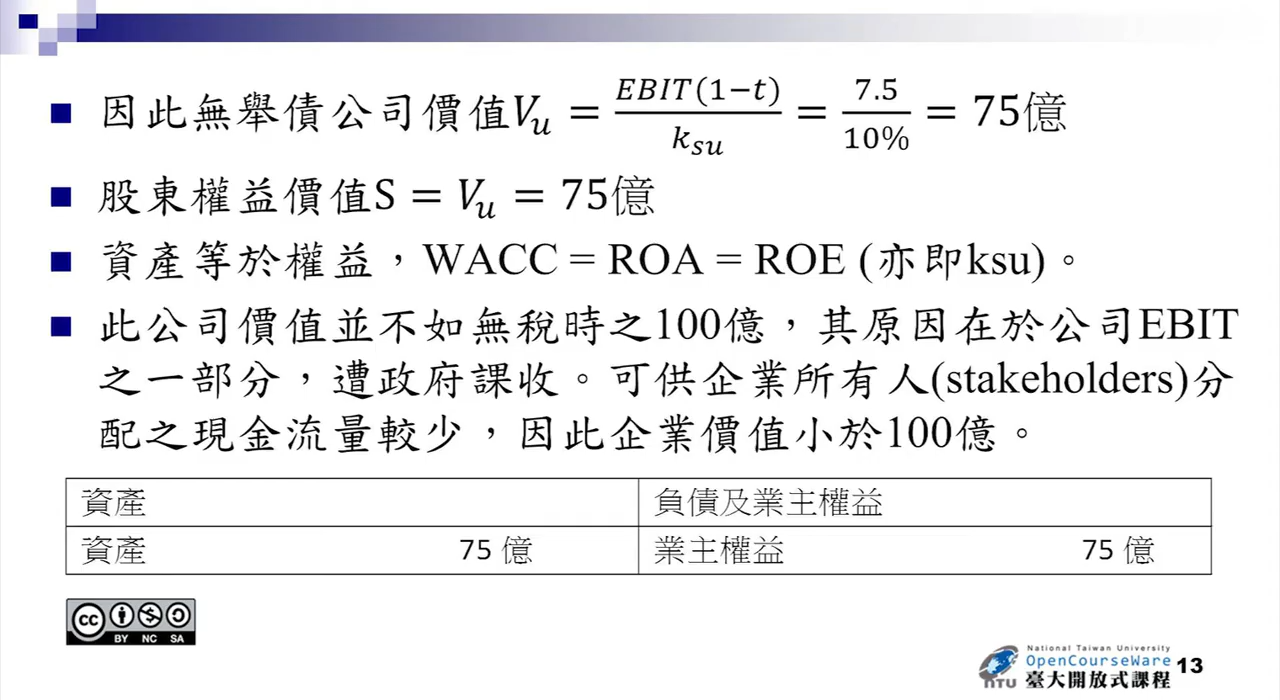 因此無舉債公司價值Vᵤ = EBIT(1−t)/kₛᵤ = 7.5/10% = 75億
股東權益價值S = Vᵤ = 75億
資產等於權益，WACC = ROA = ROE (亦即ksu)。
此公司價值並不如無稅時之100億，其原因在於公司EBIT
之一部分，遭政府課收。可供企業所有人(stakeholders)分
配之現金流量較少，因此企業價值小於100億。
資產 負債及業主權益
資產 75 億 業主權益 75 億
cc BY NC SA
National Taiwan University
OpenCourseWare
NTU 臺大開放式課程 13